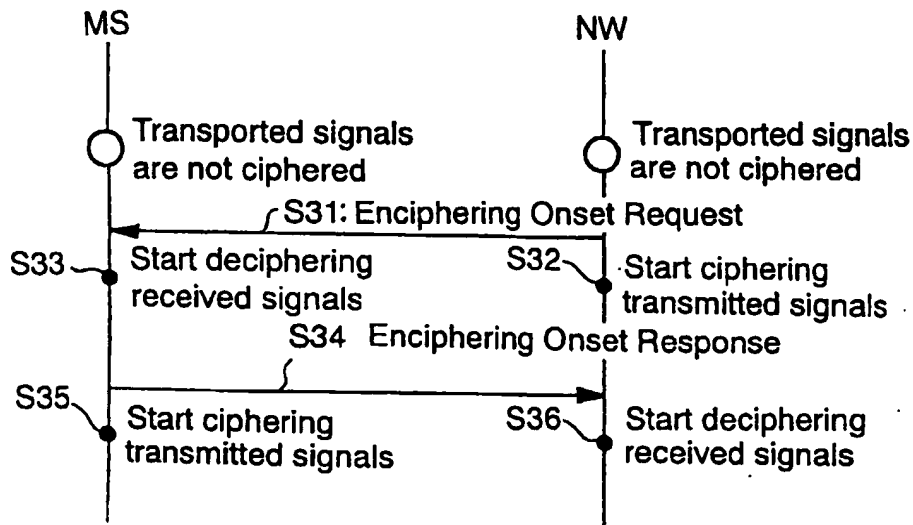 MS
NW
Transported signals
are not ciphered
Transported signals
are not ciphered
S31: Enciphering Onset Request
S33
Start deciphering
received signals
S32
Start ciphering
transmitted signals
S34 Enciphering Onset Response
S35
Start ciphering
transmitted signals
S36
Start deciphering
received signals